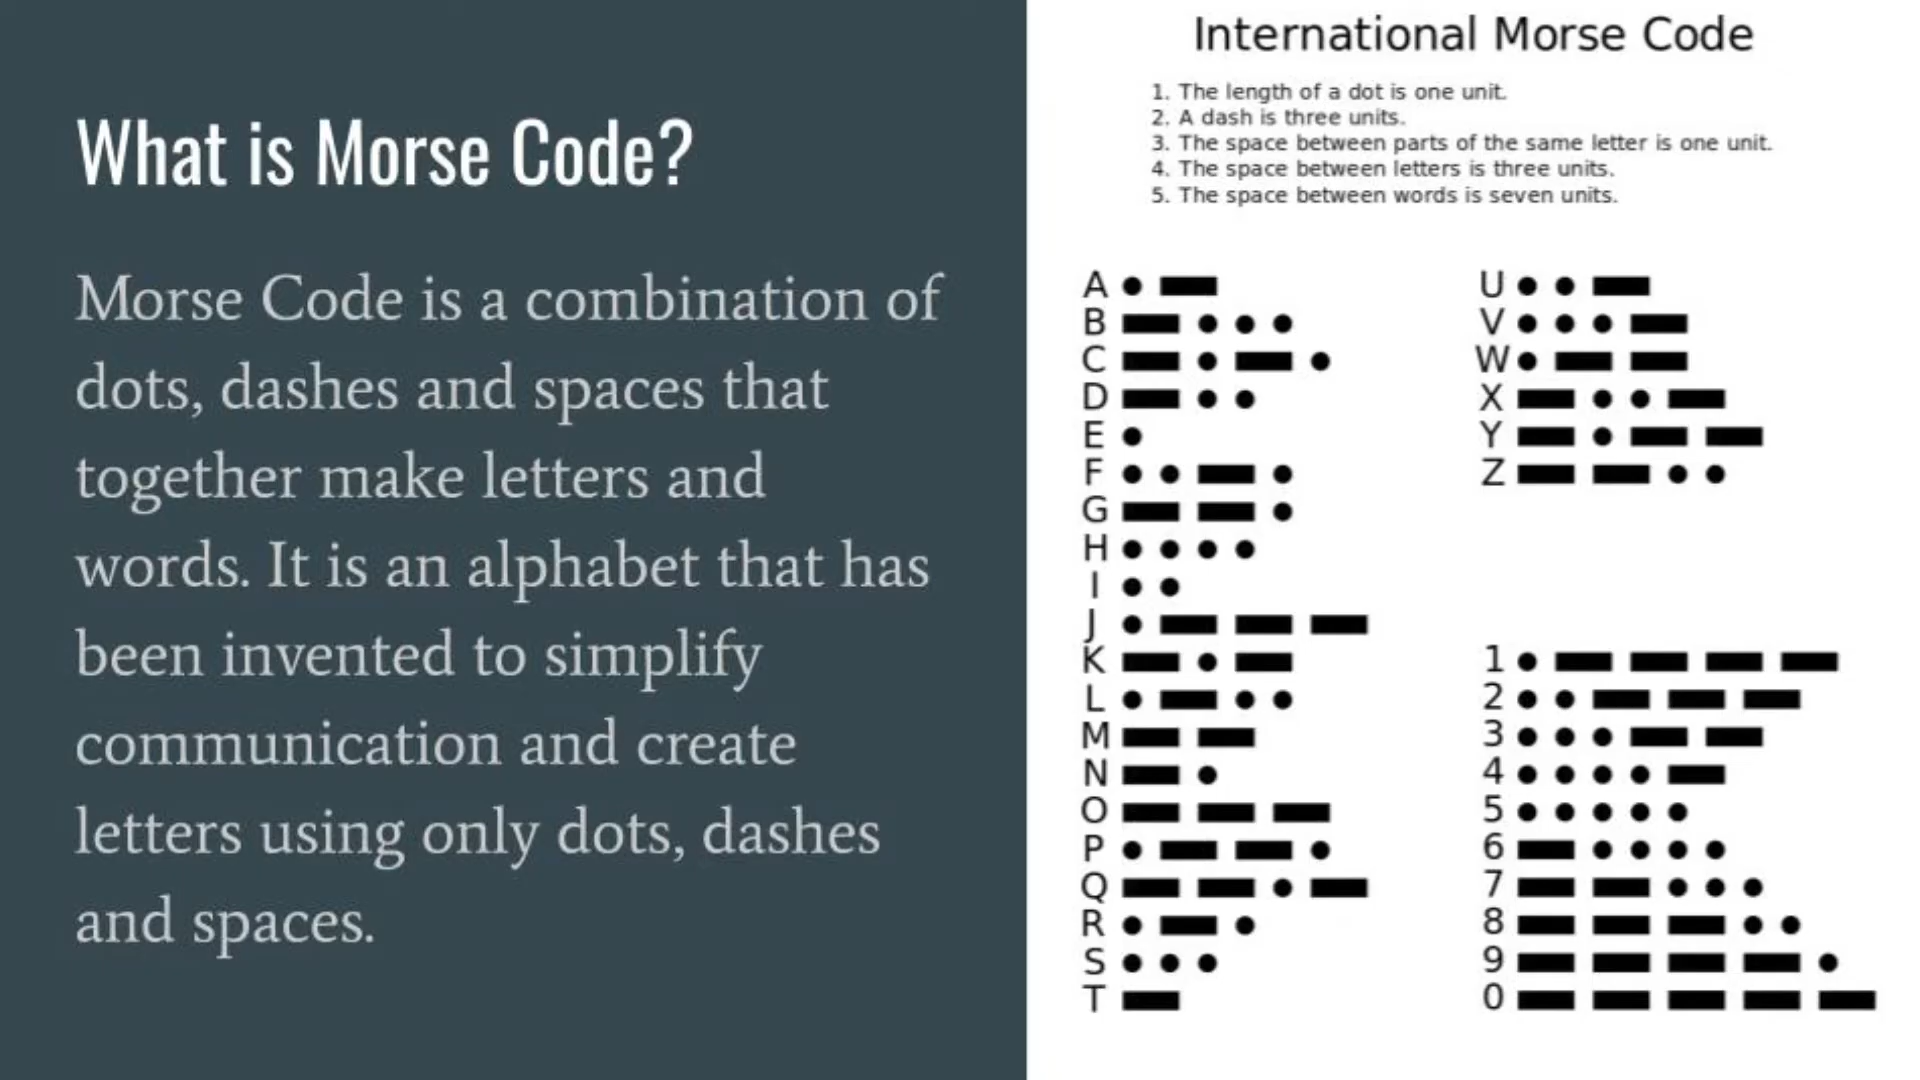 What is Morse Code?
Morse Code is a combination of
dots, dashes and spaces that
together make letters and
words. It is an alphabet that has
been invented to simplify
communication and create
letters using only dots, dashes
and spaces.
International Morse Code
1. The length of a dot is one unit.
2. A dash is three units.
3. The space between parts of the same letter is one unit.
4. The space between letters is three units.
5. The space between words is seven units.
A
B
C
D
E
F
G
H
I
J
K
L
M
N
O
P
Q
R
S
T
U
V
W
X
Y
Z
1
2
3
4
5
6
7
8
9
0